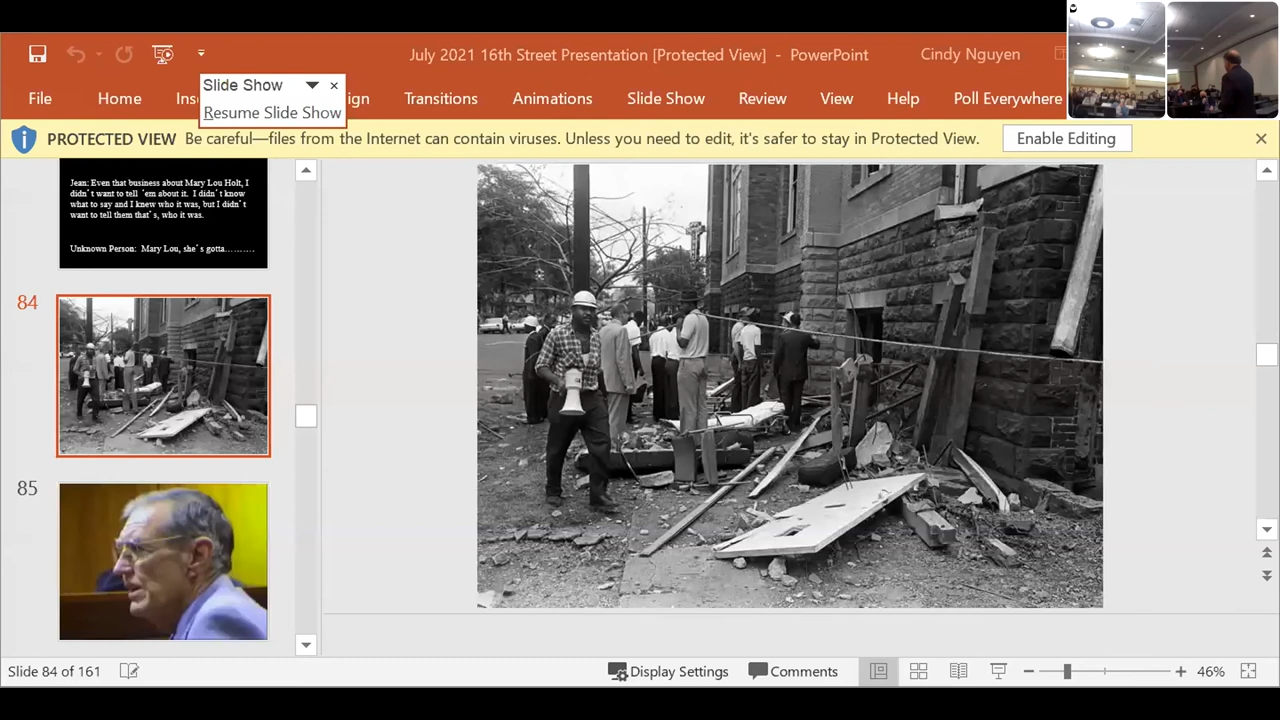 July 2021 16th Street Presentation [Protected View] - PowerPoint
Cindy Nguyen
Slide Show
Resume Slide Show
File
Home
Ins
ign
Transitions
Animations
Slide Show
Review
View
Help
Poll Everywhere
PROTECTED VIEW Be careful—files from the Internet can contain viruses. Unless you need to edit, it's safer to stay in Protected View.
Enable Editing
Jean: Even that business about Mary Lou Holt, I
didn't want to tell 'em about it. I didn't know
what to say and I knew who it was, but I didn't
want to tell them that's, who it was.
Unknown Person: Mary Lou, she's gotta..........
84
85
Slide 84 of 161
Display Settings
Comments
46%